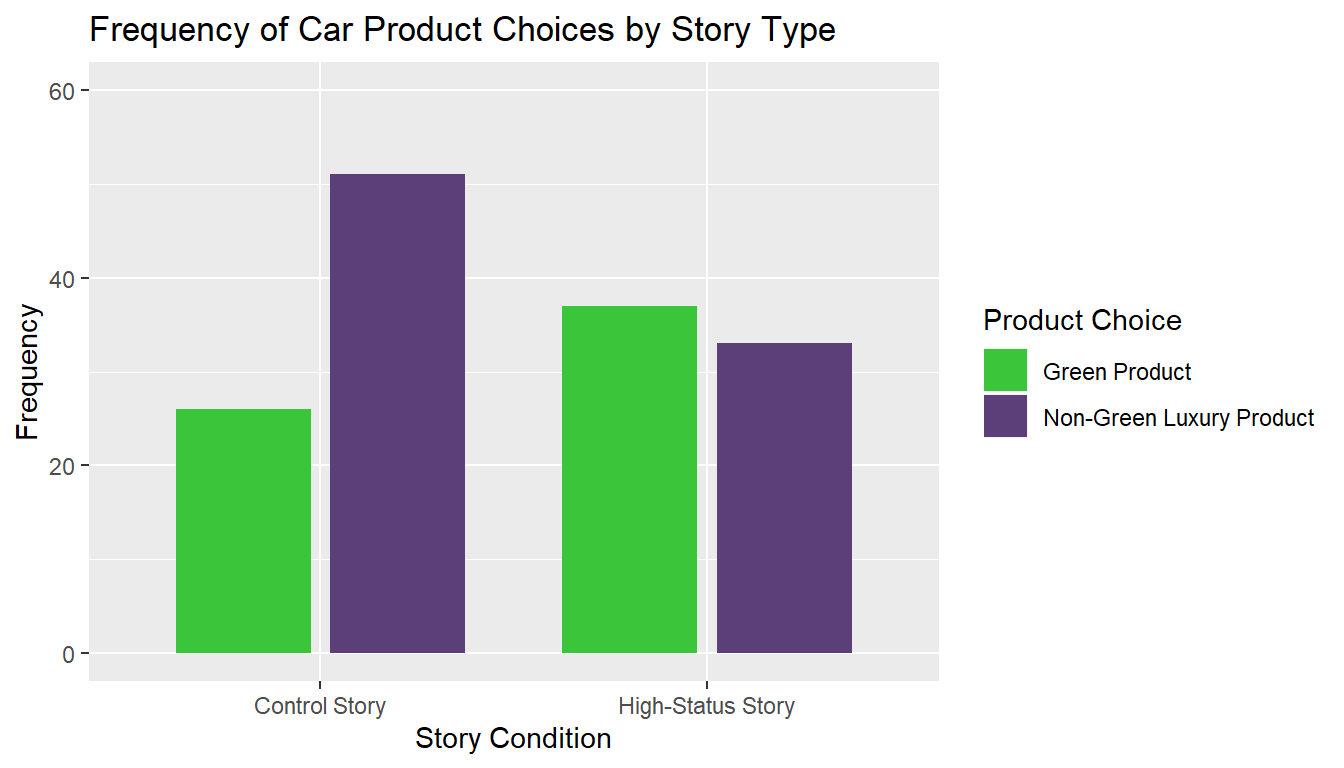 Frequency of Car Product Choices by Story Type
60
40
20
0
Frequency
Control Story
High-Status Story
Story Condition
Product Choice
Green Product
Non-Green Luxury Product